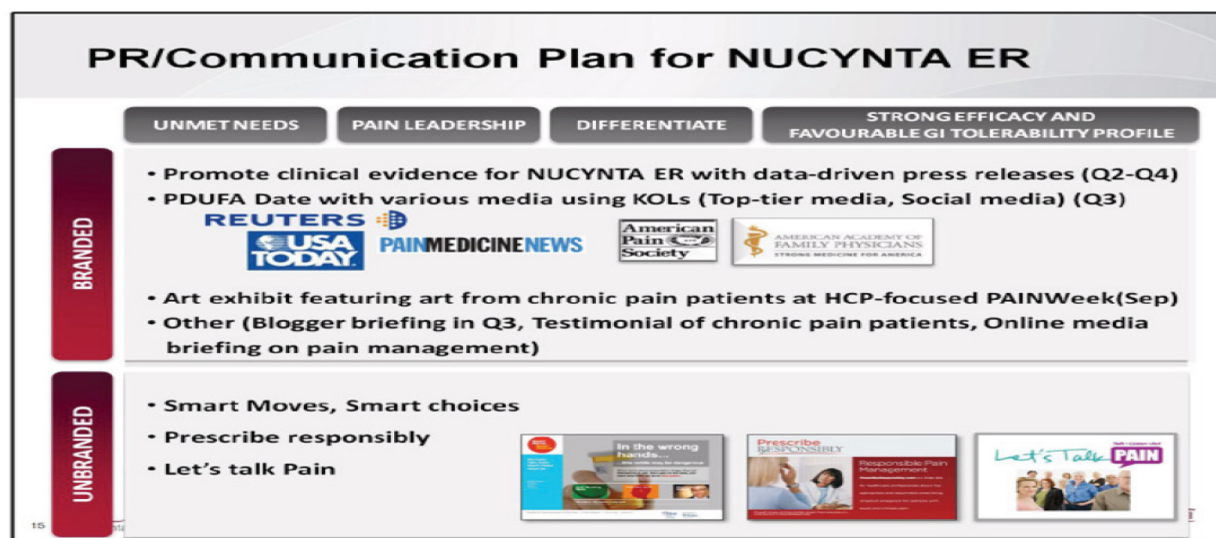 PR/Communication Plan for NUCYNTA ER
UNMET NEEDS
PAIN LEADERSHIP
DIFFERENTIATE
STRONG EFFICACY AND
FAVOURABLE GI TOLERABILITY PROFILE
BRANDED
• Promote clinical evidence for NUCYNTA ER with data-driven press releases (Q2-Q4)
• PDUFA Date with various media using KOLs (Top-tier media, Social media) (Q3)
REUTERS
USA
TODAY
PAINMEDICINENEWS
American
Pain
Society
AMERICAN ACADEMY OF
FAMILY PHYSICIANS
STRONG MEDICINE FOR AMERICA
• Art exhibit featuring art from chronic pain patients at HCP-focused PAINWeek(Sep)
• Other (Blogger briefing in Q3, Testimonial of chronic pain patients, Online media
briefing on pain management)
UNBRANDED
• Smart Moves, Smart choices
• Prescribe responsibly
• Let's talk Pain
In the wrong
hands...
Prescribe
RESPONSIBLY
Responsible Pain
Management
Let's Talk PAIN
15